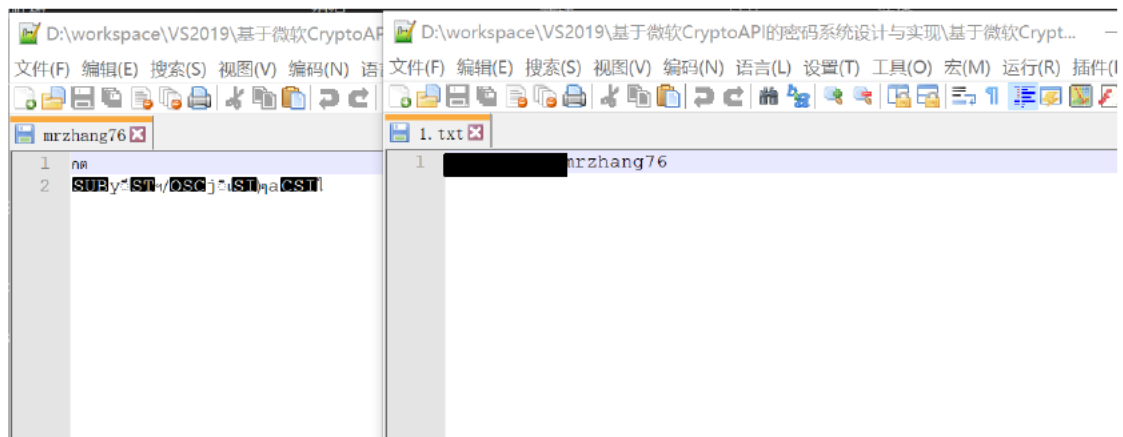 D:\workspace\VS2019\基于微软CryptoAP
文件(F) 编辑(E) 搜索(S) 视图(V) 编码(N) 语
mrzhang76
1
2 SUB ST OSC SI CSI
D:\workspace\VS2019\基于微软CryptoAPI的密码系统设计与实现\基于微软Crypt...
文件(F) 编辑(E) 搜索(S) 视图(V) 编码(N) 语言(L) 设置(T) 工具(O) 宏(M) 运行(R) 插件(
1. txt
1 mrzhang76